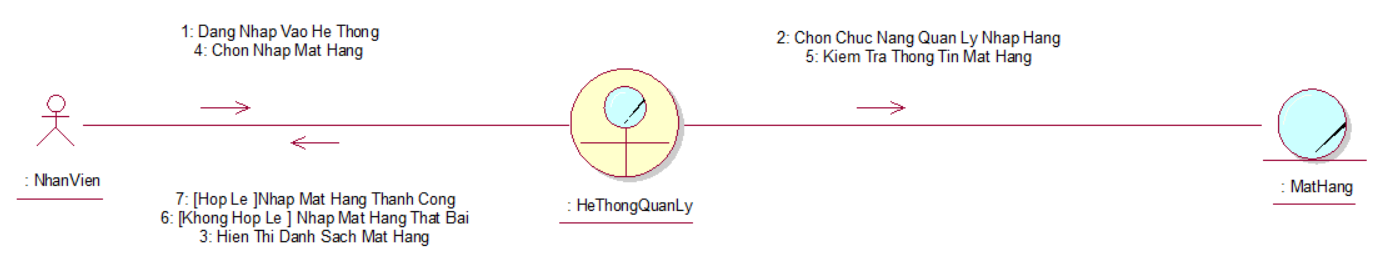 1: Dang Nhap Vao He Thong
4: Chon Nhap Mat Hang
2: Chon Chuc Nang Quan Ly Nhap Hang
5: Kiem Tra Thong Tin Mat Hang
: NhanVien
7: [Hop Le ]Nhap Mat Hang Thanh Cong
6: [Khong Hop Le ] Nhap Mat Hang That Bai
3: Hien Thi Danh Sach Mat Hang
: HeThongQuanLy
: MatHang